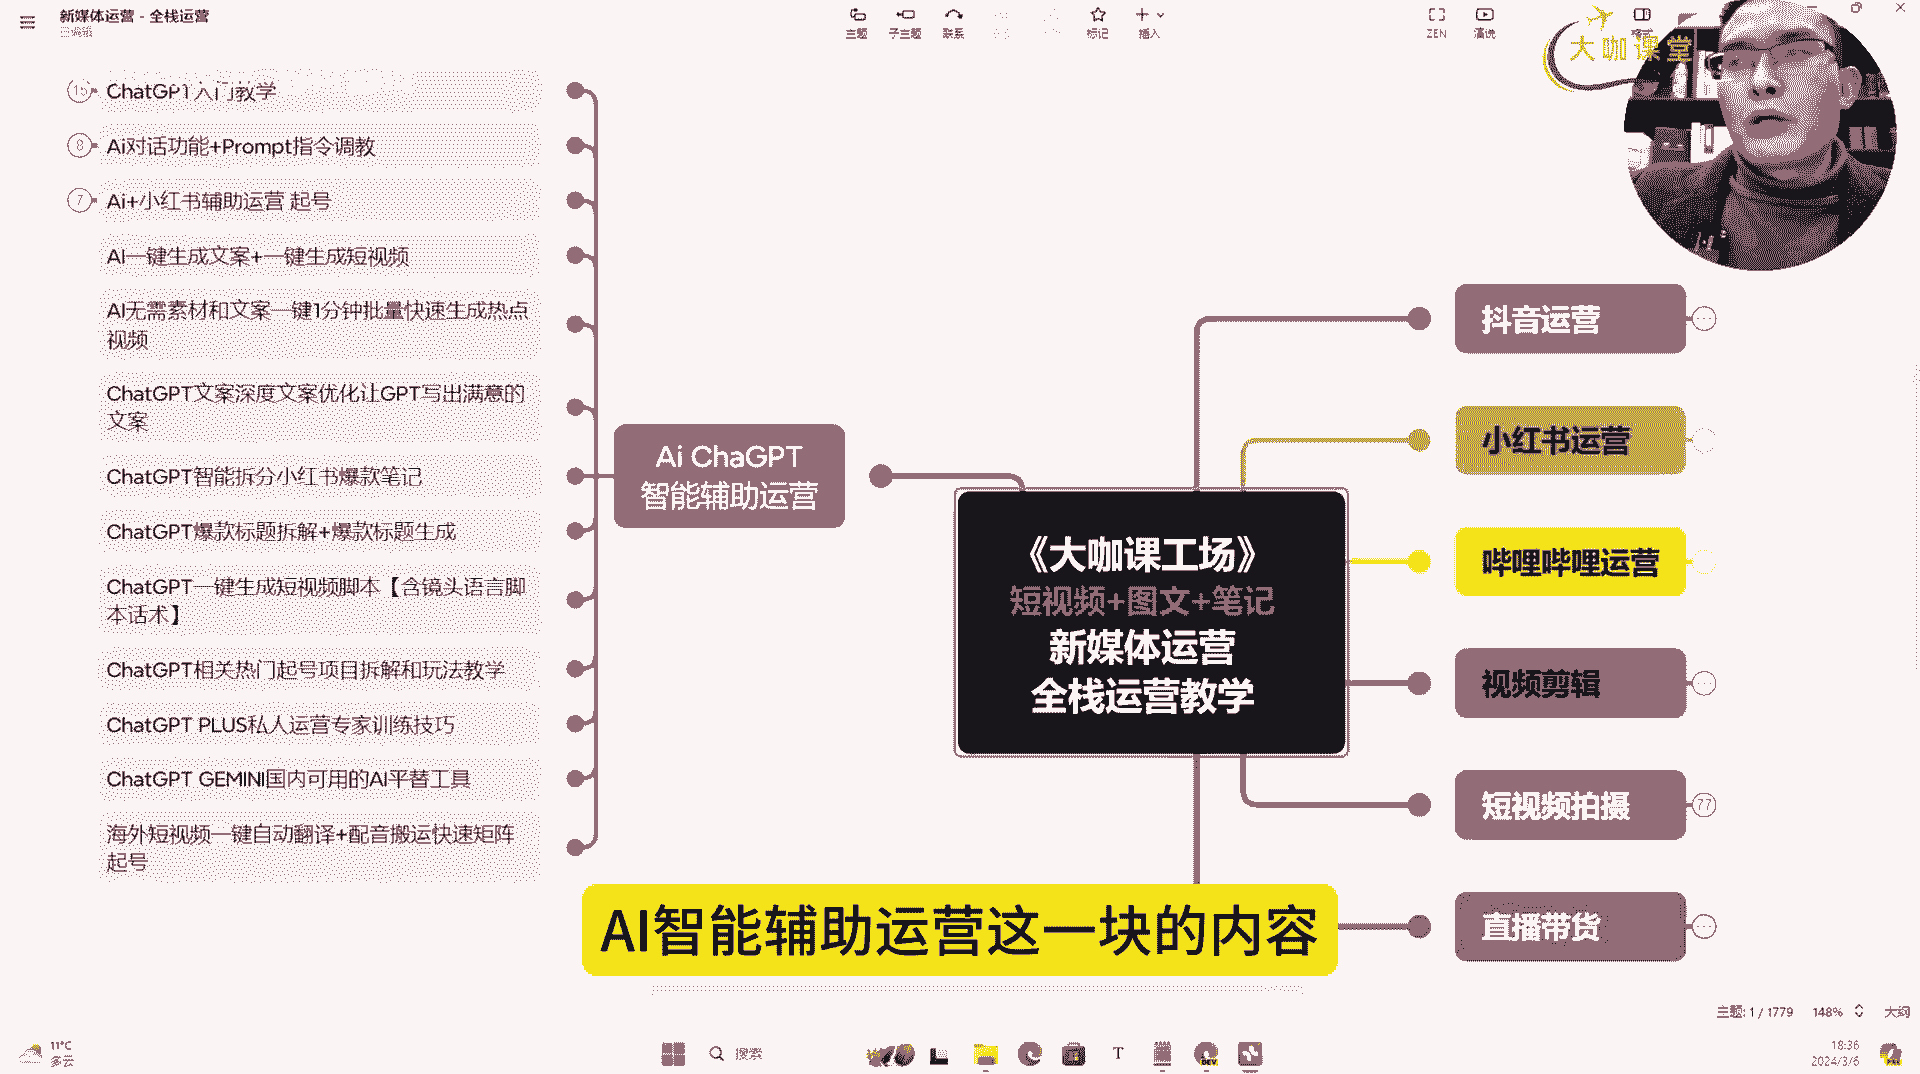 新媒体运营 - 全栈运营
已编辑
主题
子主题
联系
标记
插入
ZEN
演说
大咖课堂
15
ChatGPT入门教学
8
Ai对话功能+Prompt指令调教
7
Ai+小红书辅助运营 起号
AI一键生成文案+一键生成短视频
AI无需素材和文案一键1分钟批量快速生成热点
视频
ChatGPT文案深度文案优化让GPT写出满意的
文案
ChatGPT智能拆分小红书爆款笔记
ChatGPT爆款标题拆解+爆款标题生成
ChatGPT一键生成短视频脚本【含镜头语言脚
本话术】
ChatGPT相关热门起号项目拆解和玩法教学
ChatGPT PLUS私人运营专家训练技巧
ChatGPT GEMINI国内可用的AI平替工具
海外短视频一键自动翻译+配音搬运快速矩阵
起号
Ai ChaGPT
智能辅助运营
《大咖课工场》
短视频+图文+笔记
新媒体运营
全栈运营教学
抖音运营
小红书运营
哔哩哔哩运营
视频剪辑
短视频拍摄
77
直播带货
AI智能辅助运营这一块的内容
主题: 1 / 1779
148%
大纲
11°C
多云
搜索
DEV
18:36
2024/3/6